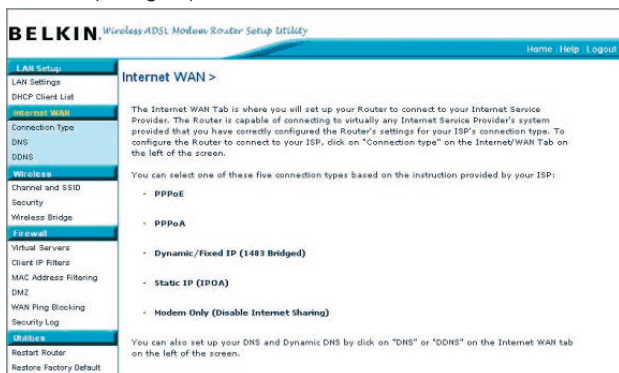 BELKIN. Wireless ADSL Modem Router Setup Utility
Home | Help | Logout
LAN Setup
LAN Settings
DHCP Client List
Internet WAN
Connection Type
DNS
DDNS
Wireless
Channel and SSID
Security
Wireless Bridge
Firewall
Virtual Servers
Client IP Filters
MAC Address Filtering
DMZ
WAN Ping Blocking
Security Log
Utilities
Restart Router
Restore Factory Default
Internet WAN >
The Internet WAN Tab is where you will set up your Router to connect to your Internet Service
Provider. The Router is capable of connecting to virtually any Internet Service Provider's system
provided that you have correctly configured the Router's settings for your ISP's connection type. To
configure the Router to connect to your ISP, click on "Connection type" on the Internet/WAN Tab on
the left of the screen.
You can select one of these five connection types based on the instruction provided by your ISP:
- PPPoE
- PPPoA
- Dynamic/Fixed IP (1483 Bridged)
- Static IP (IPOA)
- Modem Only (Disable Internet Sharing)
You can also set up your DNS and Dynamic DNS by click on "DNS" or "DDNS" on the Internet WAN tab
on the left of the screen.